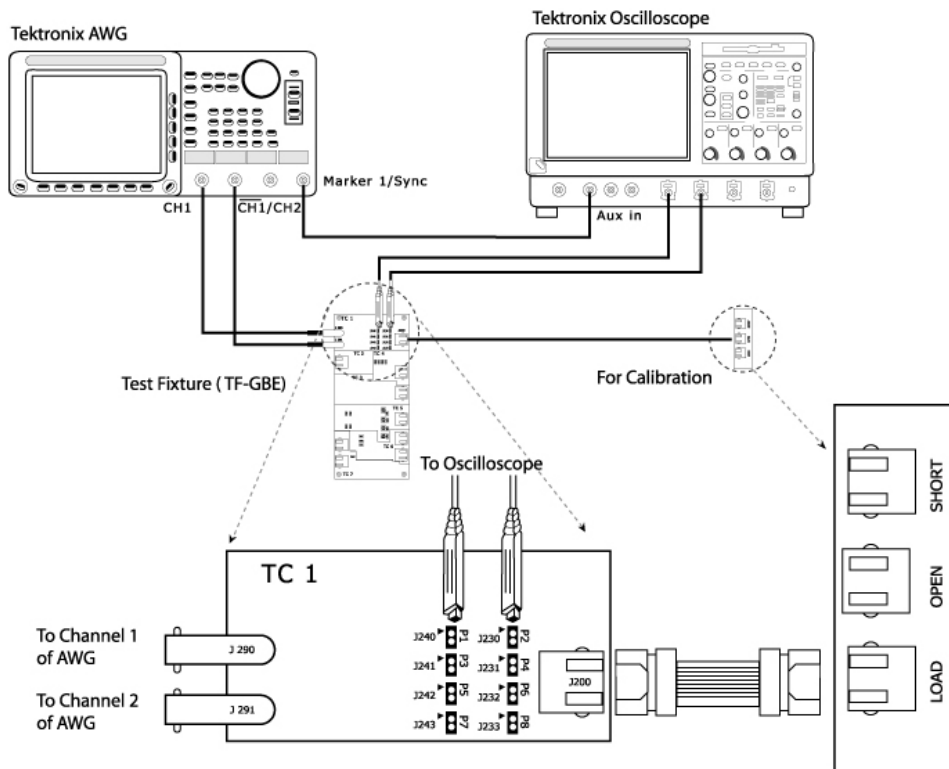 Tektronix AWG
Tektronix Oscilloscope
Marker 1/Sync
CH1
CH1/CH2
Aux in
TC 1
Test Fixture ( TF-GBE)
For Calibration
To Oscilloscope
TC 1
To Channel 1
of AWG
J 290
To Channel 2
of AWG
J 291
J240 P1
J230 P2
J241 P3
J231 P4
J242 P5
J232 P6
J243 P7
J233 P8
J200
SHORT
OPEN
LOAD